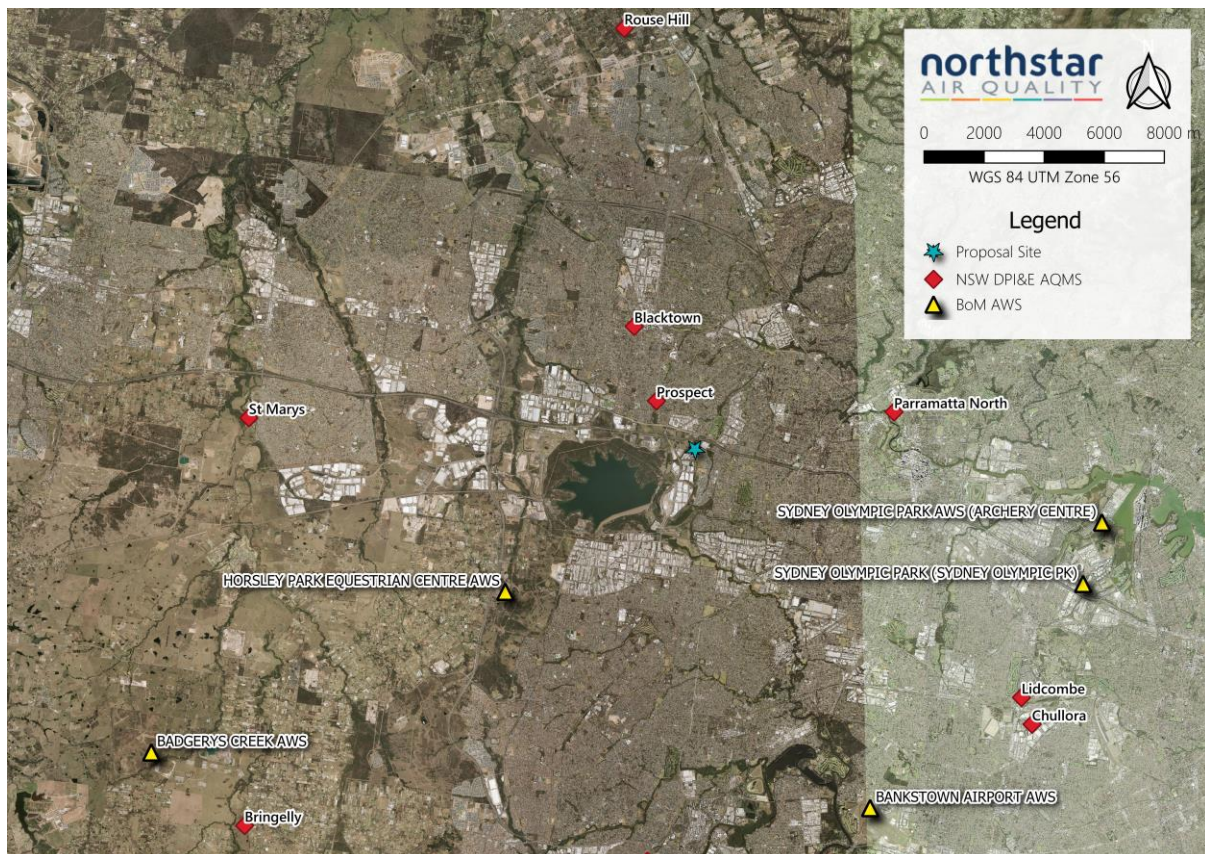 Rouse Hill
northstar
AIR QUALITY
0 2000 4000 6000 8000 m
WGS 84 UTM Zone 56
Legend
Proposal Site
NSW DPI&E AQMS
BoM AWS
Blacktown
Prospect
St Marys
Parramatta North
SYDNEY OLYMPIC PARK AWS (ARCHERY CENTRE)
HORSLEY PARK EQUESTRIAN CENTRE AWS
SYDNEY OLYMPIC PARK (SYDNEY OLYMPIC PK)
Lidcombe
Chullora
BADGERYS CREEK AWS
BANKSTOWN AIRPORT AWS
Bringelly